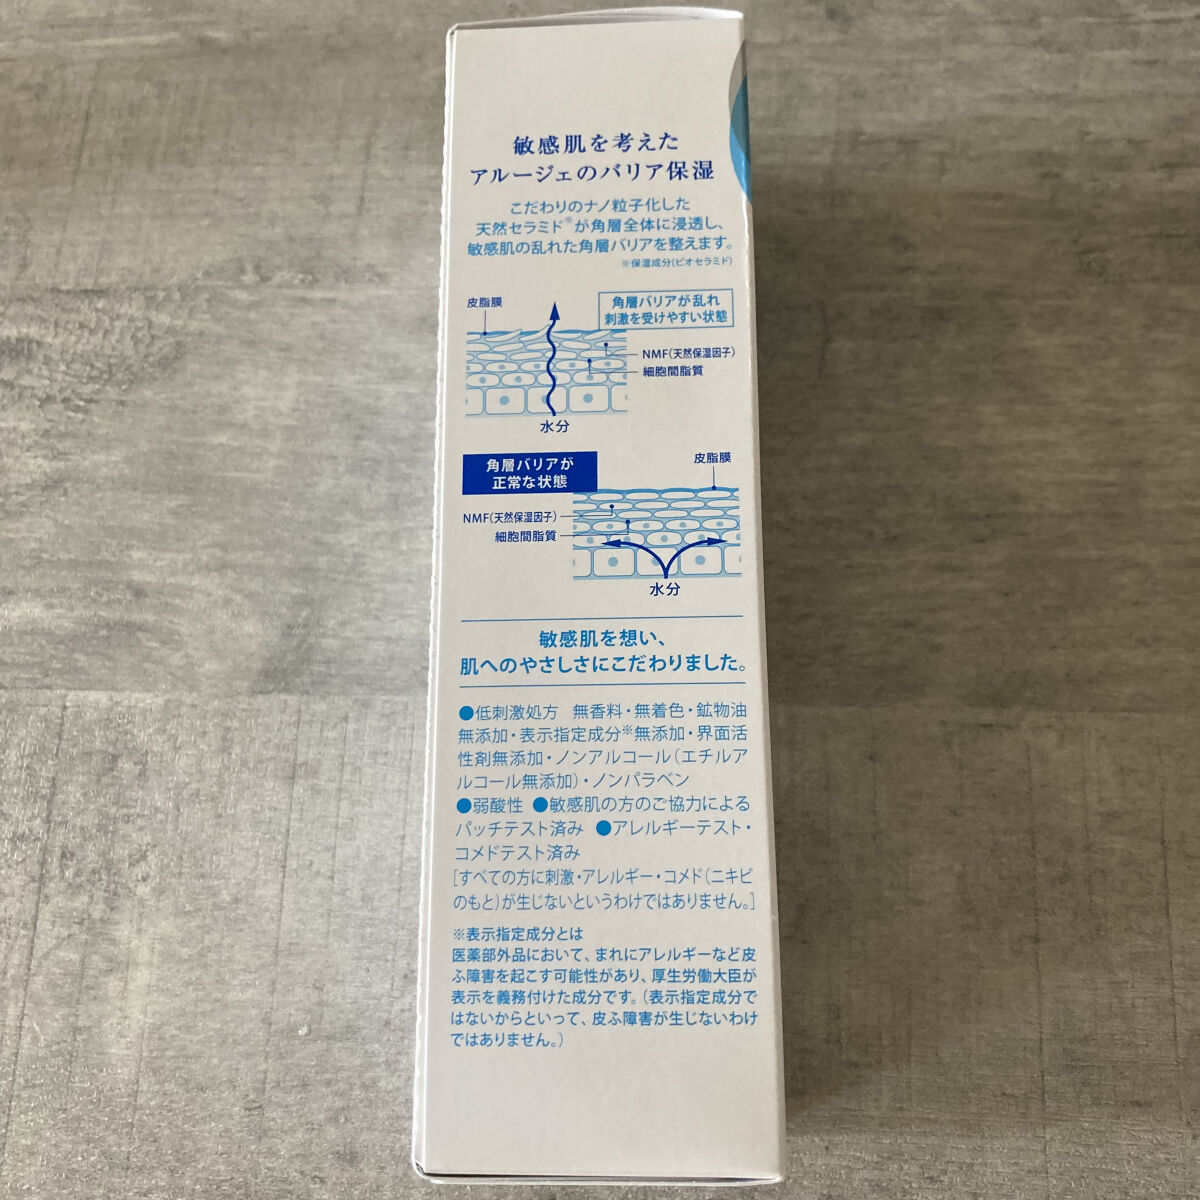 敏感肌を考えた
アルージェのバリア保湿
こだわりのナノ粒子化した
天然セラミド※が角層全体に浸透し、
敏感肌の乱れた角層バリアを整えます。
※保湿成分(ビオセラミド)
皮脂膜
角層バリアが乱れ
刺激を受けやすい状態
NMF(天然保湿因子)
細胞間脂質
水分
角層バリアが
正常な状態
皮脂膜
NMF(天然保湿因子)
細胞間脂質
水分
敏感肌を想い、
肌へのやさしさにこだわりました。
●低刺激処方 無香料・無着色・鉱物油
無添加・表示指定成分※無添加・界面活
性剤無添加・ノンアルコール(エチルア
ルコール無添加)・ノンパラベン
●弱酸性 ●敏感肌の方のご協力による
パッチテスト済み ●アレルギーテスト・
コメドテスト済み
[すべての方に刺激・アレルギー・コメド(ニキビ
のもと)が生じないというわけではありません。]
※表示指定成分とは
医薬部外品において、まれにアレルギーなど皮
ふ障害を起こす可能性があり、厚生労働大臣が
表示を義務付けた成分です。(表示指定成分で
はないからといって、皮ふ障害が生じないわけ
ではありません。)